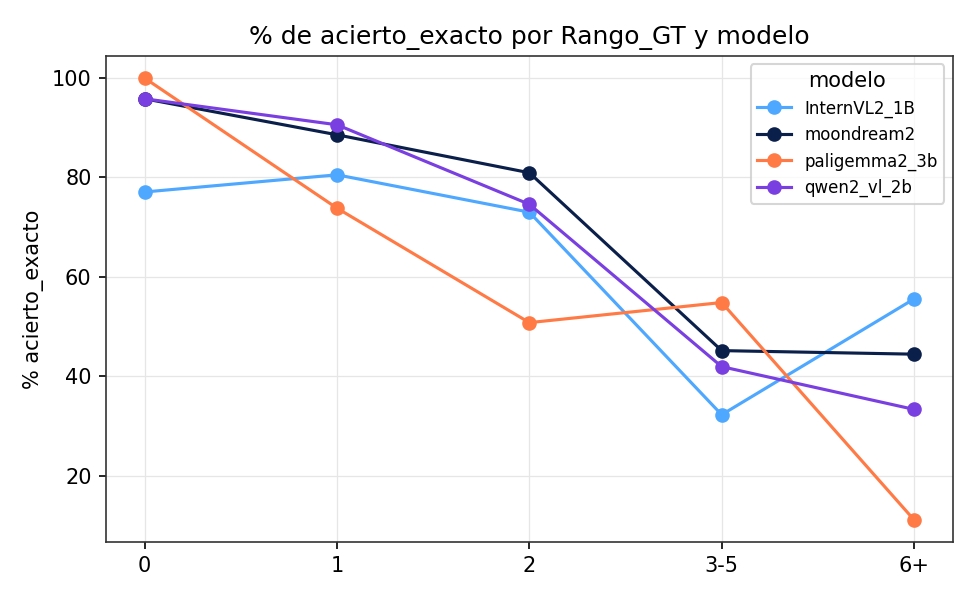 % de acierto_exacto por Rango_GT y modelo
% acierto_exacto
100
80
60
40
20
0
1
2
3-5
6+
modelo
InternVL2_1B
moondream2
paligemma2_3b
qwen2_vl_2b